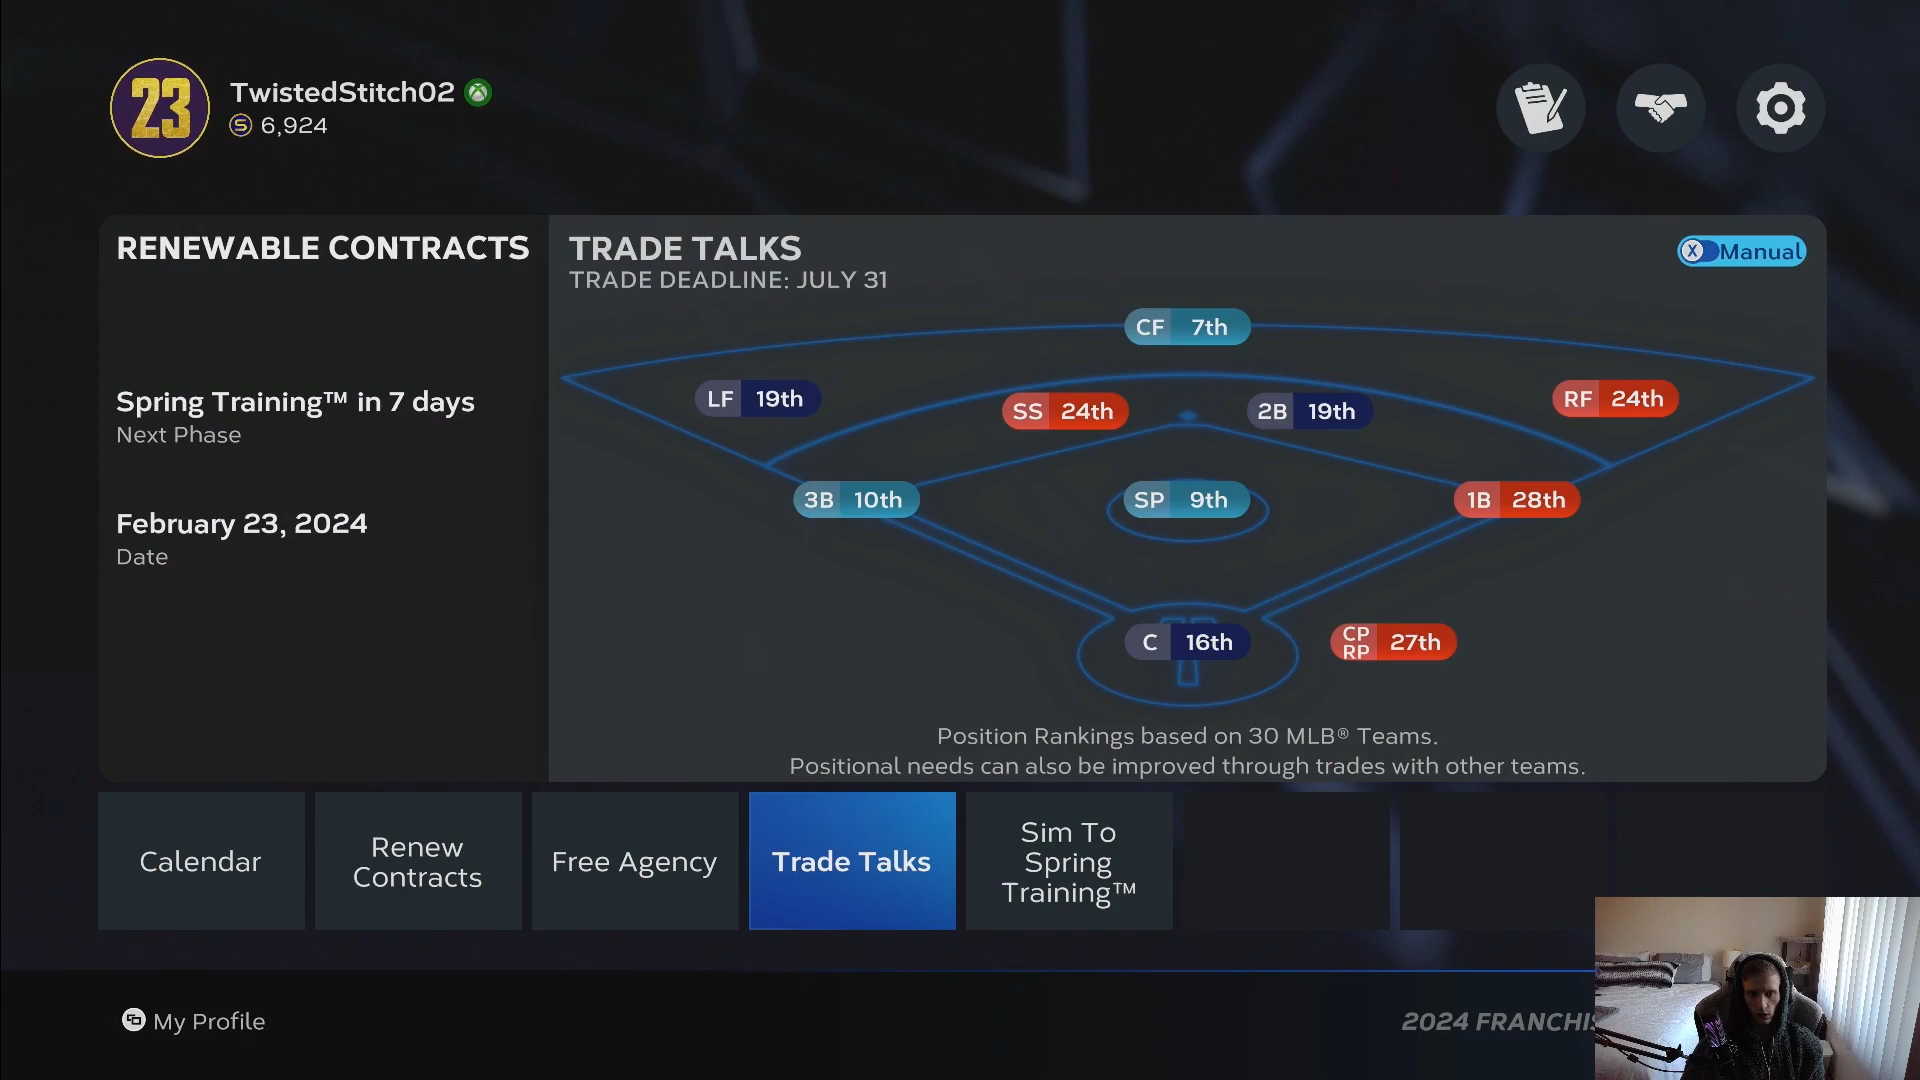 23
TwistedStitch02
S 6,924
RENEWABLE CONTRACTS
Spring Training™ in 7 days
Next Phase
February 23, 2024
Date
TRADE TALKS
TRADE DEADLINE: JULY 31
X Manual
CF 7th
LF 19th
SS 24th
2B 19th
RF 24th
3B 10th
SP 9th
1B 28th
C 16th
CP
RP 27th
Position Rankings based on 30 MLB® Teams.
Positional needs can also be improved through trades with other teams.
Calendar
Renew
Contracts
Free Agency
Trade Talks
Sim To
Spring
Training™
My Profile
2024 FRANCHIS